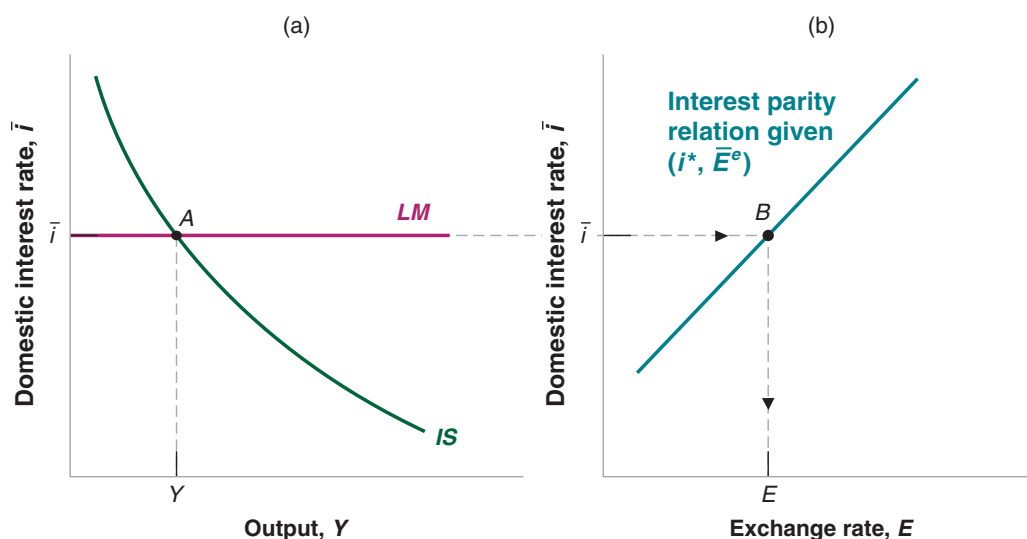 (a)
Domestic interest rate, i̅
i̅
A
LM
IS
Y
Output, Y
(b)
Domestic interest rate, i̅
Interest parity
relation given
(i*, E̅ᵉ)
i̅
B
E
Exchange rate, E